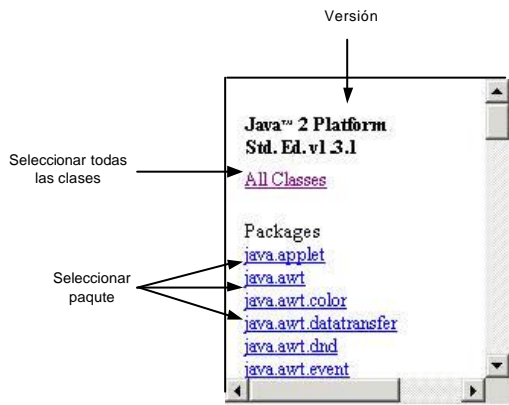 Versión
Java™ 2 Platform
Std. Ed. v1.3.1
Seleccionar todas
las clases
All Classes
Packages
java.applet
java.awt
Seleccionar
paqute
java.awt.color
java.awt.datatransfer
java.awt.dnd
java.awt.event